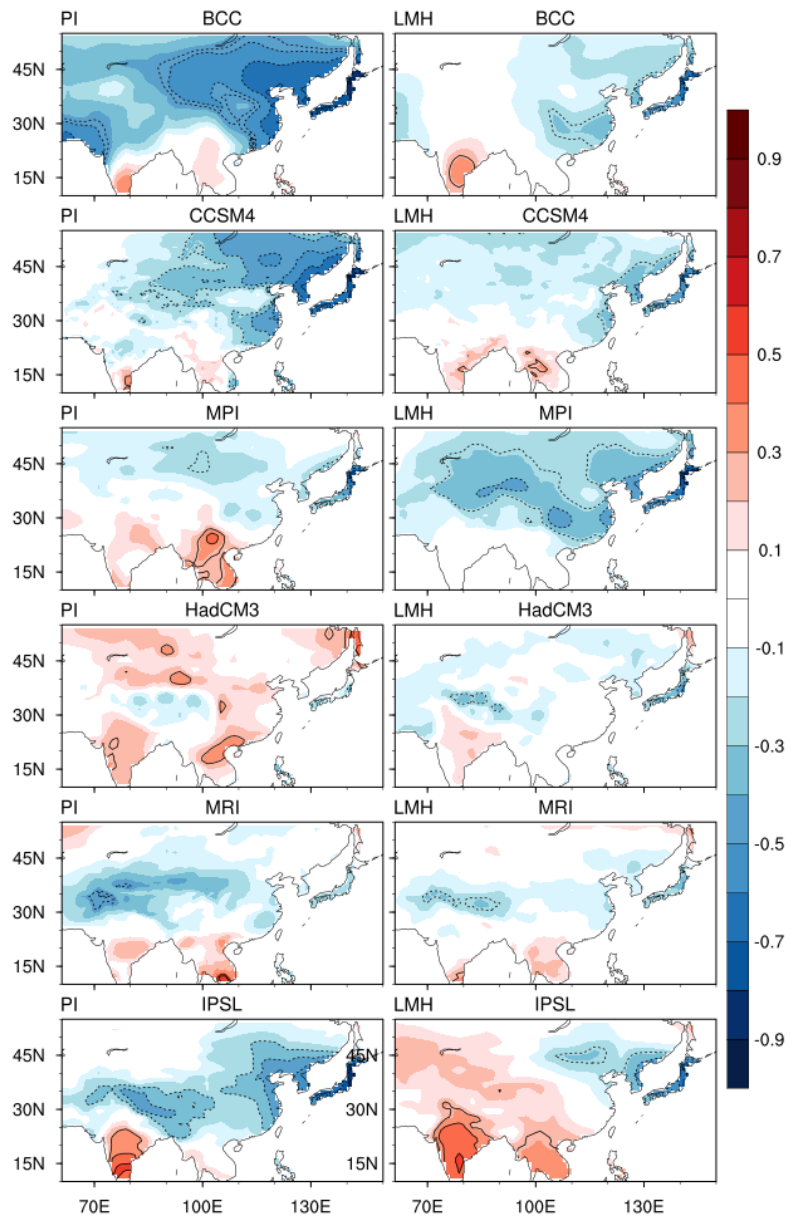 PI BCC LMH BCC
45N
30N
15N
PI CCSM4 LMH CCSM4
45N
30N
15N
PI MPI LMH MPI
45N
30N
15N
PI HadCM3 LMH HadCM3
45N
30N
15N
PI MRI LMH MRI
45N
30N
15N
PI IPSL LMH IPSL
45N 45N
30N 30N
15N 15N
70E 100E 130E 70E 100E 130E
0.9
0.7
0.5
0.3
0.1
-0.1
-0.3
-0.5
-0.7
-0.9